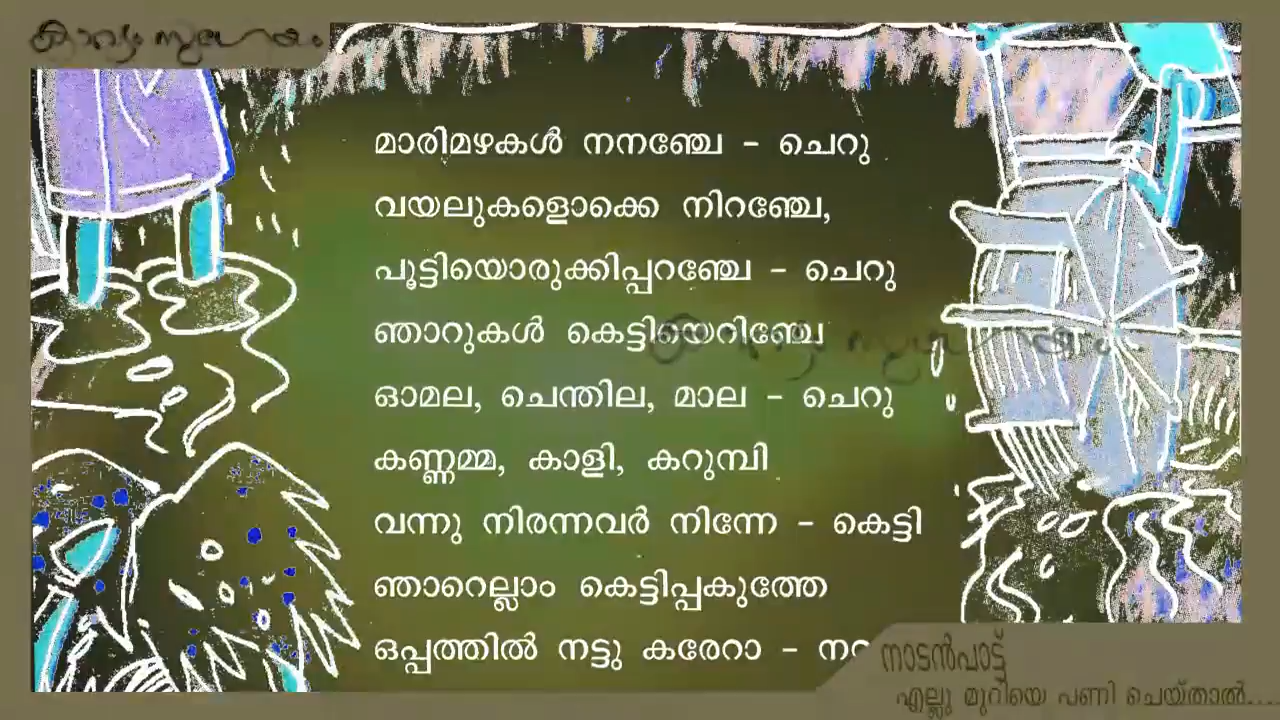 കാവ്യം സുഗേയം
മാരിമഴകൾ നനഞ്ചേ – ചെറു
വയലുകളൊക്കെ നിറഞ്ചേ,
പൂട്ടിയൊരുക്കിപ്പറഞ്ചേ – ചെറു
ഞാറുകൾ കെട്ടിയെറിഞ്ചേ
ഓമല, ചെന്തില, മാല – ചെറു
കണ്ണമ്മ, കാളി, കറുമ്പി
വന്നു നിരന്നവർ നിന്നേ – കെട്ടി
ഞാറെല്ലാം കെട്ടിപ്പകുത്തേ
ഒപ്പത്തിൽ നട്ടു കരേറാ –
നാടൻപാട്ട്
എല്ലു മുറിയെ പണി ചെയ്താൽ....